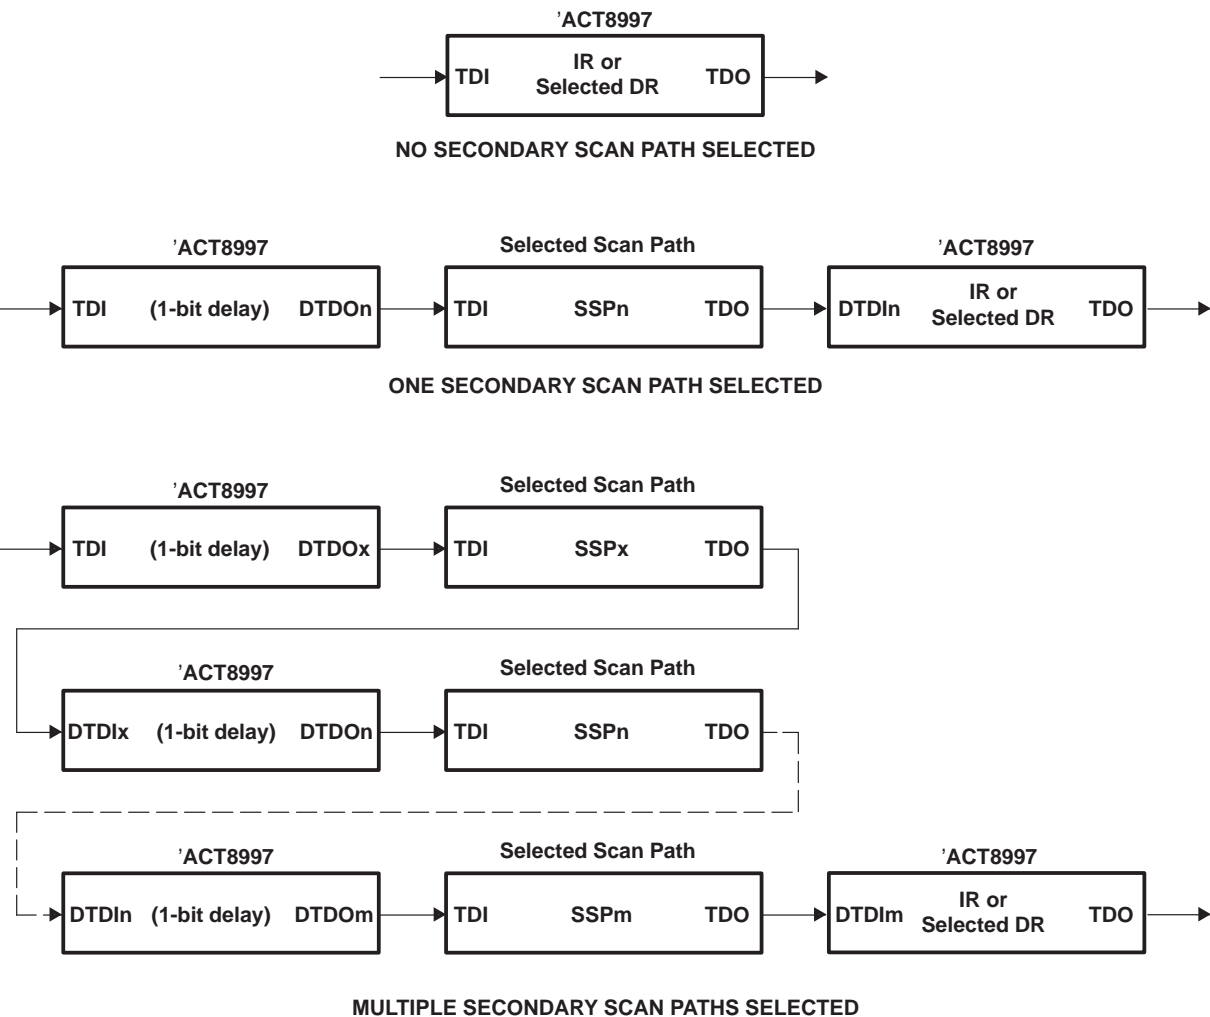 ’ACT8997
TDI IR or Selected DR TDO
NO SECONDARY SCAN PATH SELECTED
’ACT8997 Selected Scan Path ’ACT8997
TDI (1-bit delay) DTDOn TDI SSPn TDO DTDIn IR or Selected DR TDO
ONE SECONDARY SCAN PATH SELECTED
’ACT8997 Selected Scan Path
TDI (1-bit delay) DTDOx TDI SSPx TDO
’ACT8997 Selected Scan Path
DTDIx (1-bit delay) DTDOn TDI SSPn TDO
’ACT8997 Selected Scan Path ’ACT8997
DTDIn (1-bit delay) DTDOm TDI SSPm TDO DTDIm IR or Selected DR TDO
MULTIPLE SECONDARY SCAN PATHS SELECTED